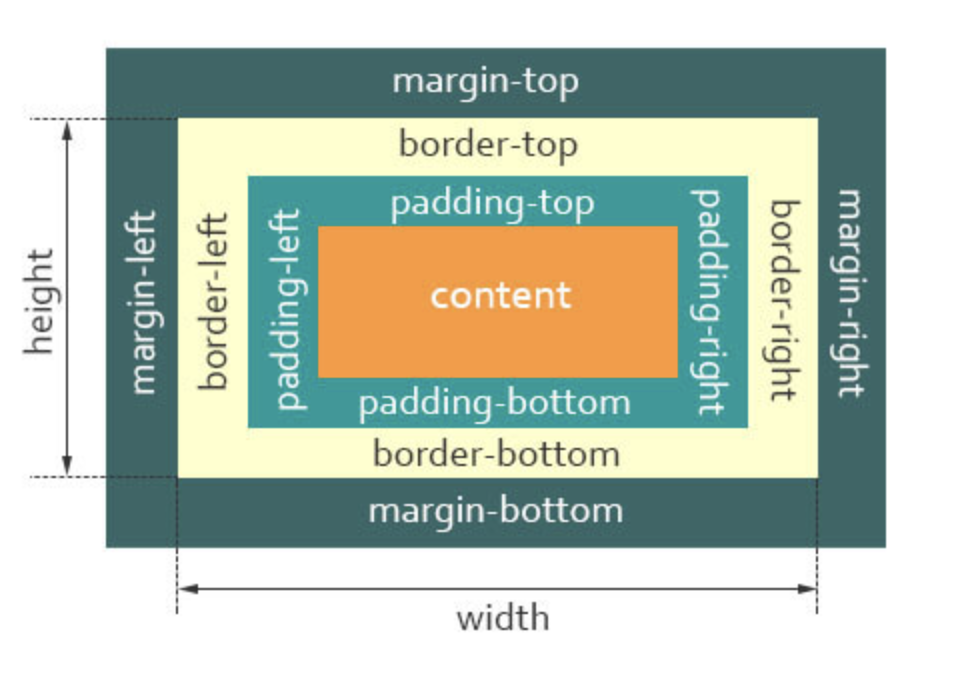 margin-top
border-top
padding-top
height
margin-left
border-left
padding-left
content
padding-right
border-right
margin-right
padding-bottom
border-bottom
margin-bottom
width